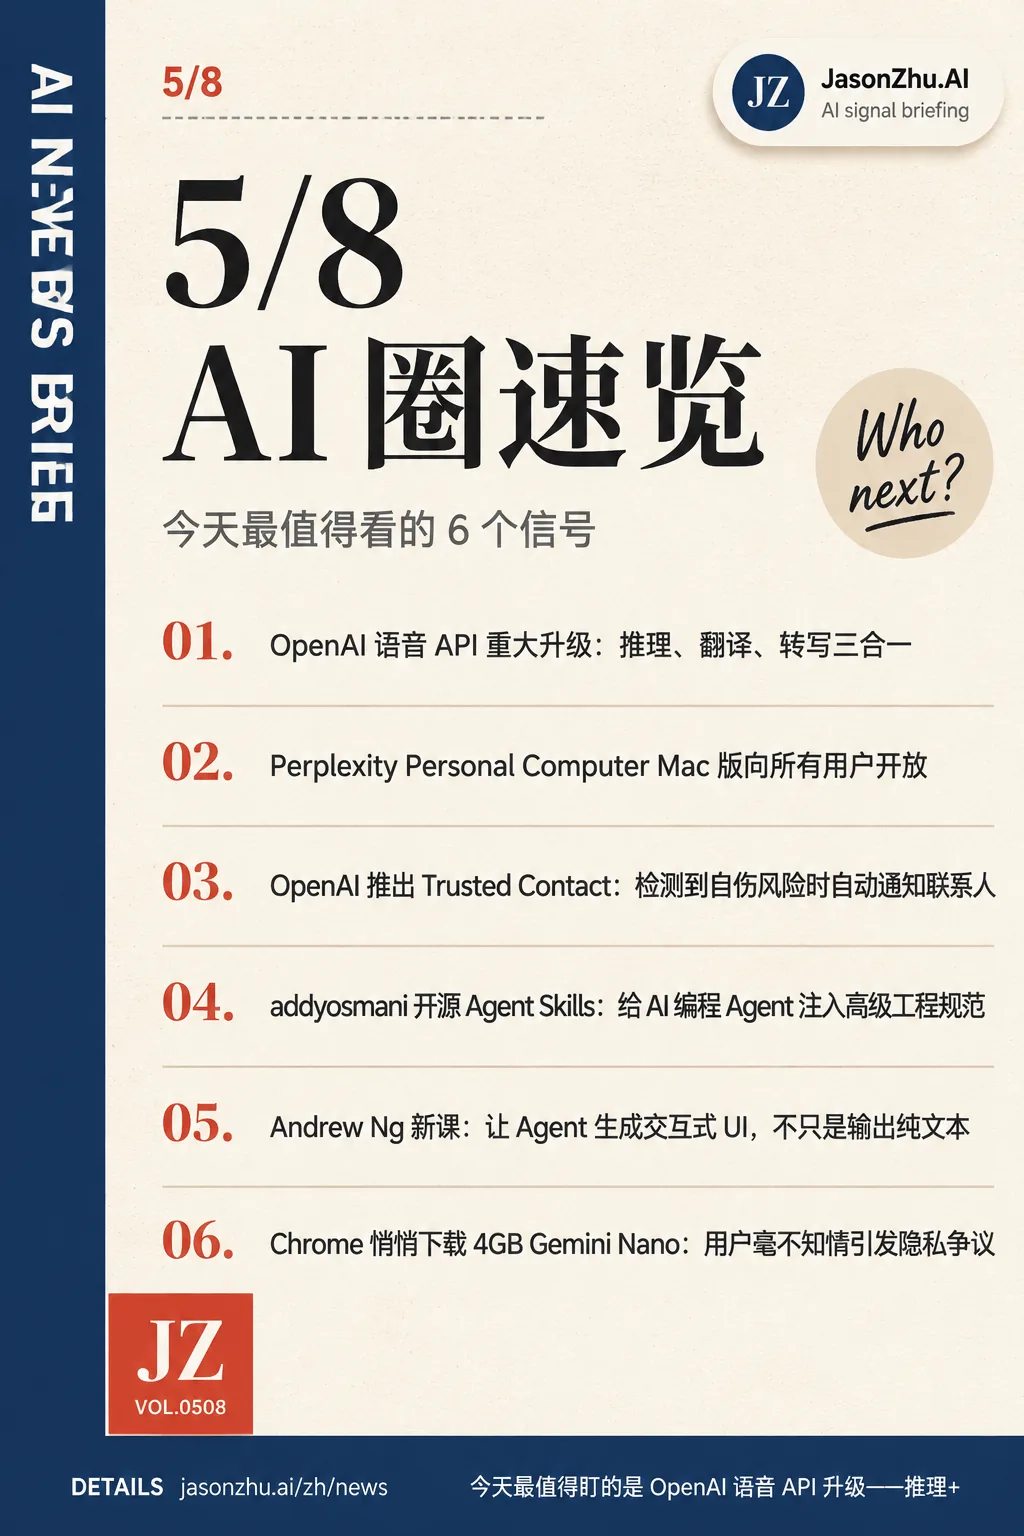 5/8
JZ
JasonZhu.AI
AI signal briefing
5/8
AI 圈速览
今天最值得看的 6 个信号
Who
next?
01. OpenAI 语音 API 重大升级：推理、翻译、转写三合一
02. Perplexity Personal Computer Mac 版向所有用户开放
03. OpenAI 推出 Trusted Contact：检测到自伤风险时自动通知联系人
04. addyosmani 开源 Agent Skills：给 AI 编程 Agent 注入高级工程规范
05. Andrew Ng 新课：让 Agent 生成交互式 UI，不只是输出纯文本
06. Chrome 悄悄下载 4GB Gemini Nano：用户毫不知情引发隐私争议
JZ
VOL.0508
DETAILS jasonzhu.ai/zh/news
今天最值得盯的是 OpenAI 语音 API 升级——推理+
AI